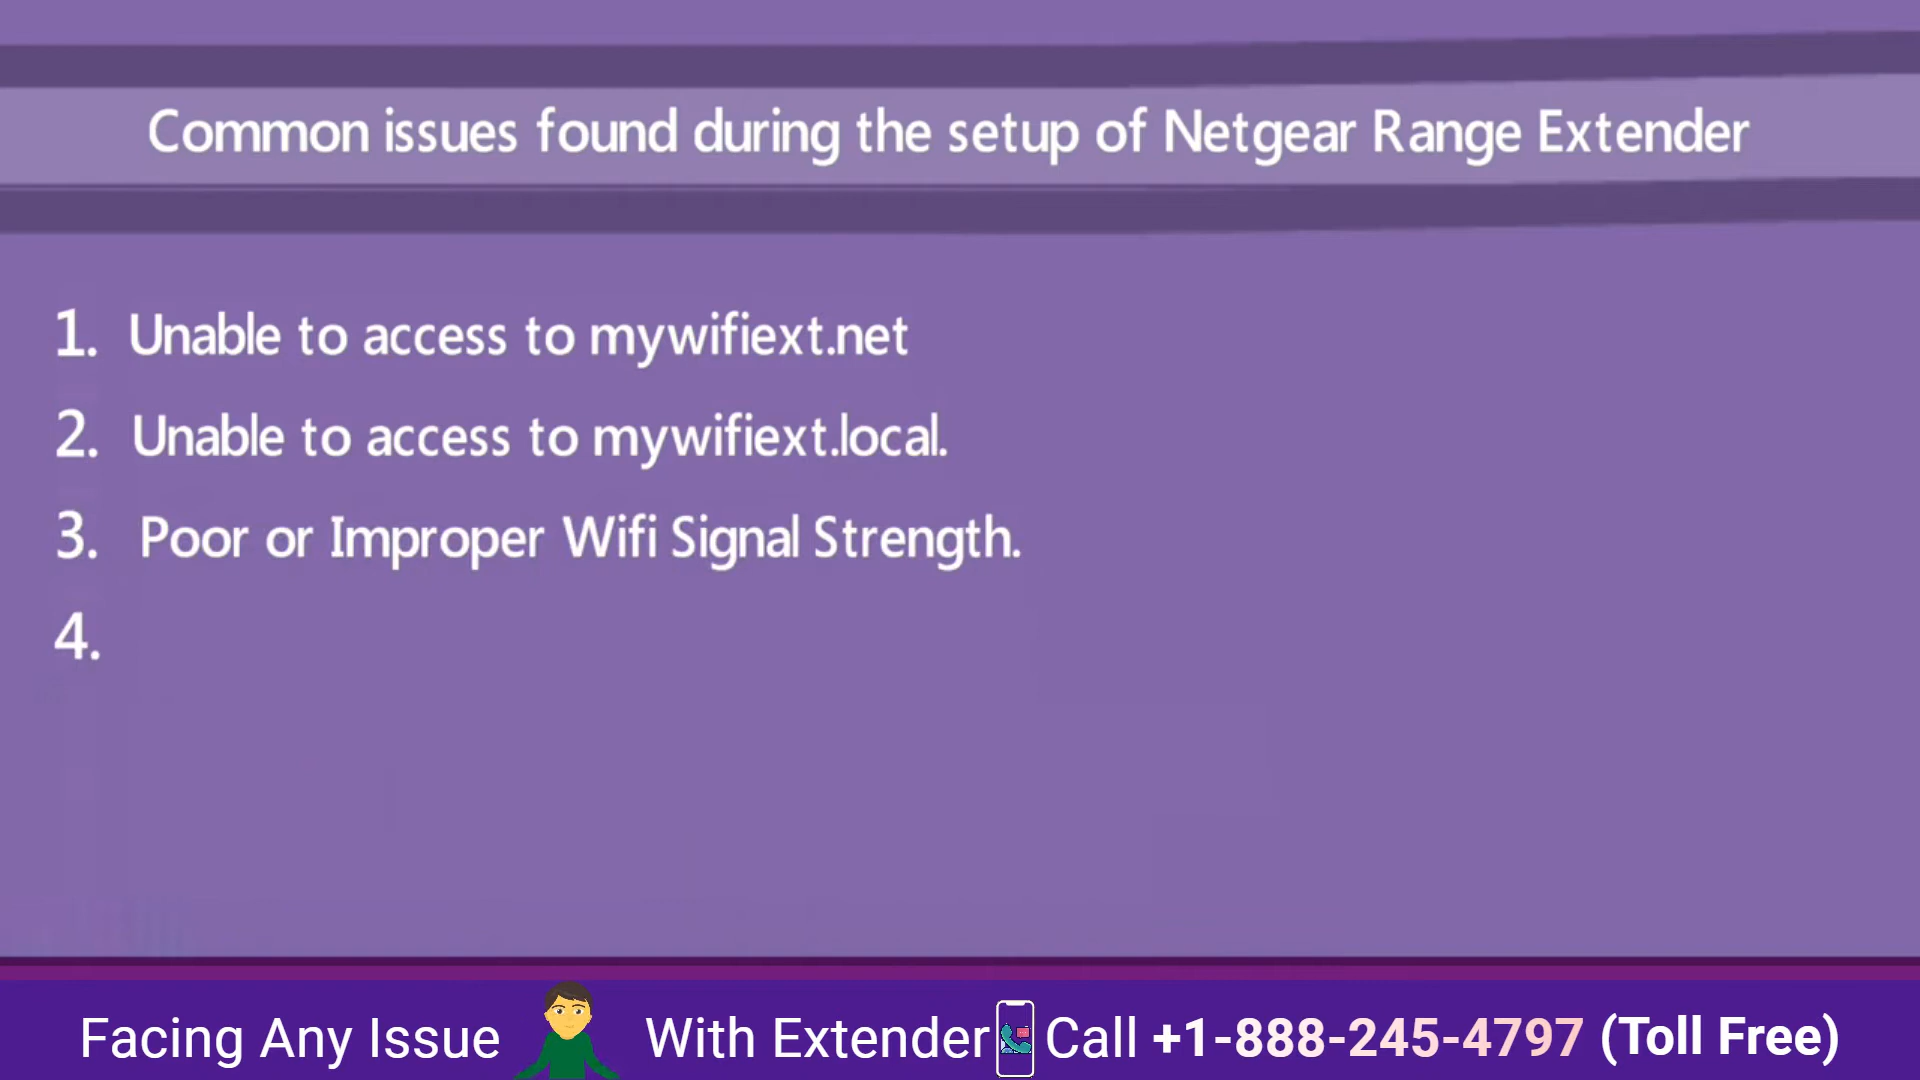 Common issues found during the setup of Netgear Range Extender
1. Unable to access to mywifiext.net
2. Unable to access to mywifiext.local.
3. Poor or Improper Wifi Signal Strength.
4.
Facing Any Issue With Extender Call +1-888-245-4797 (Toll Free)